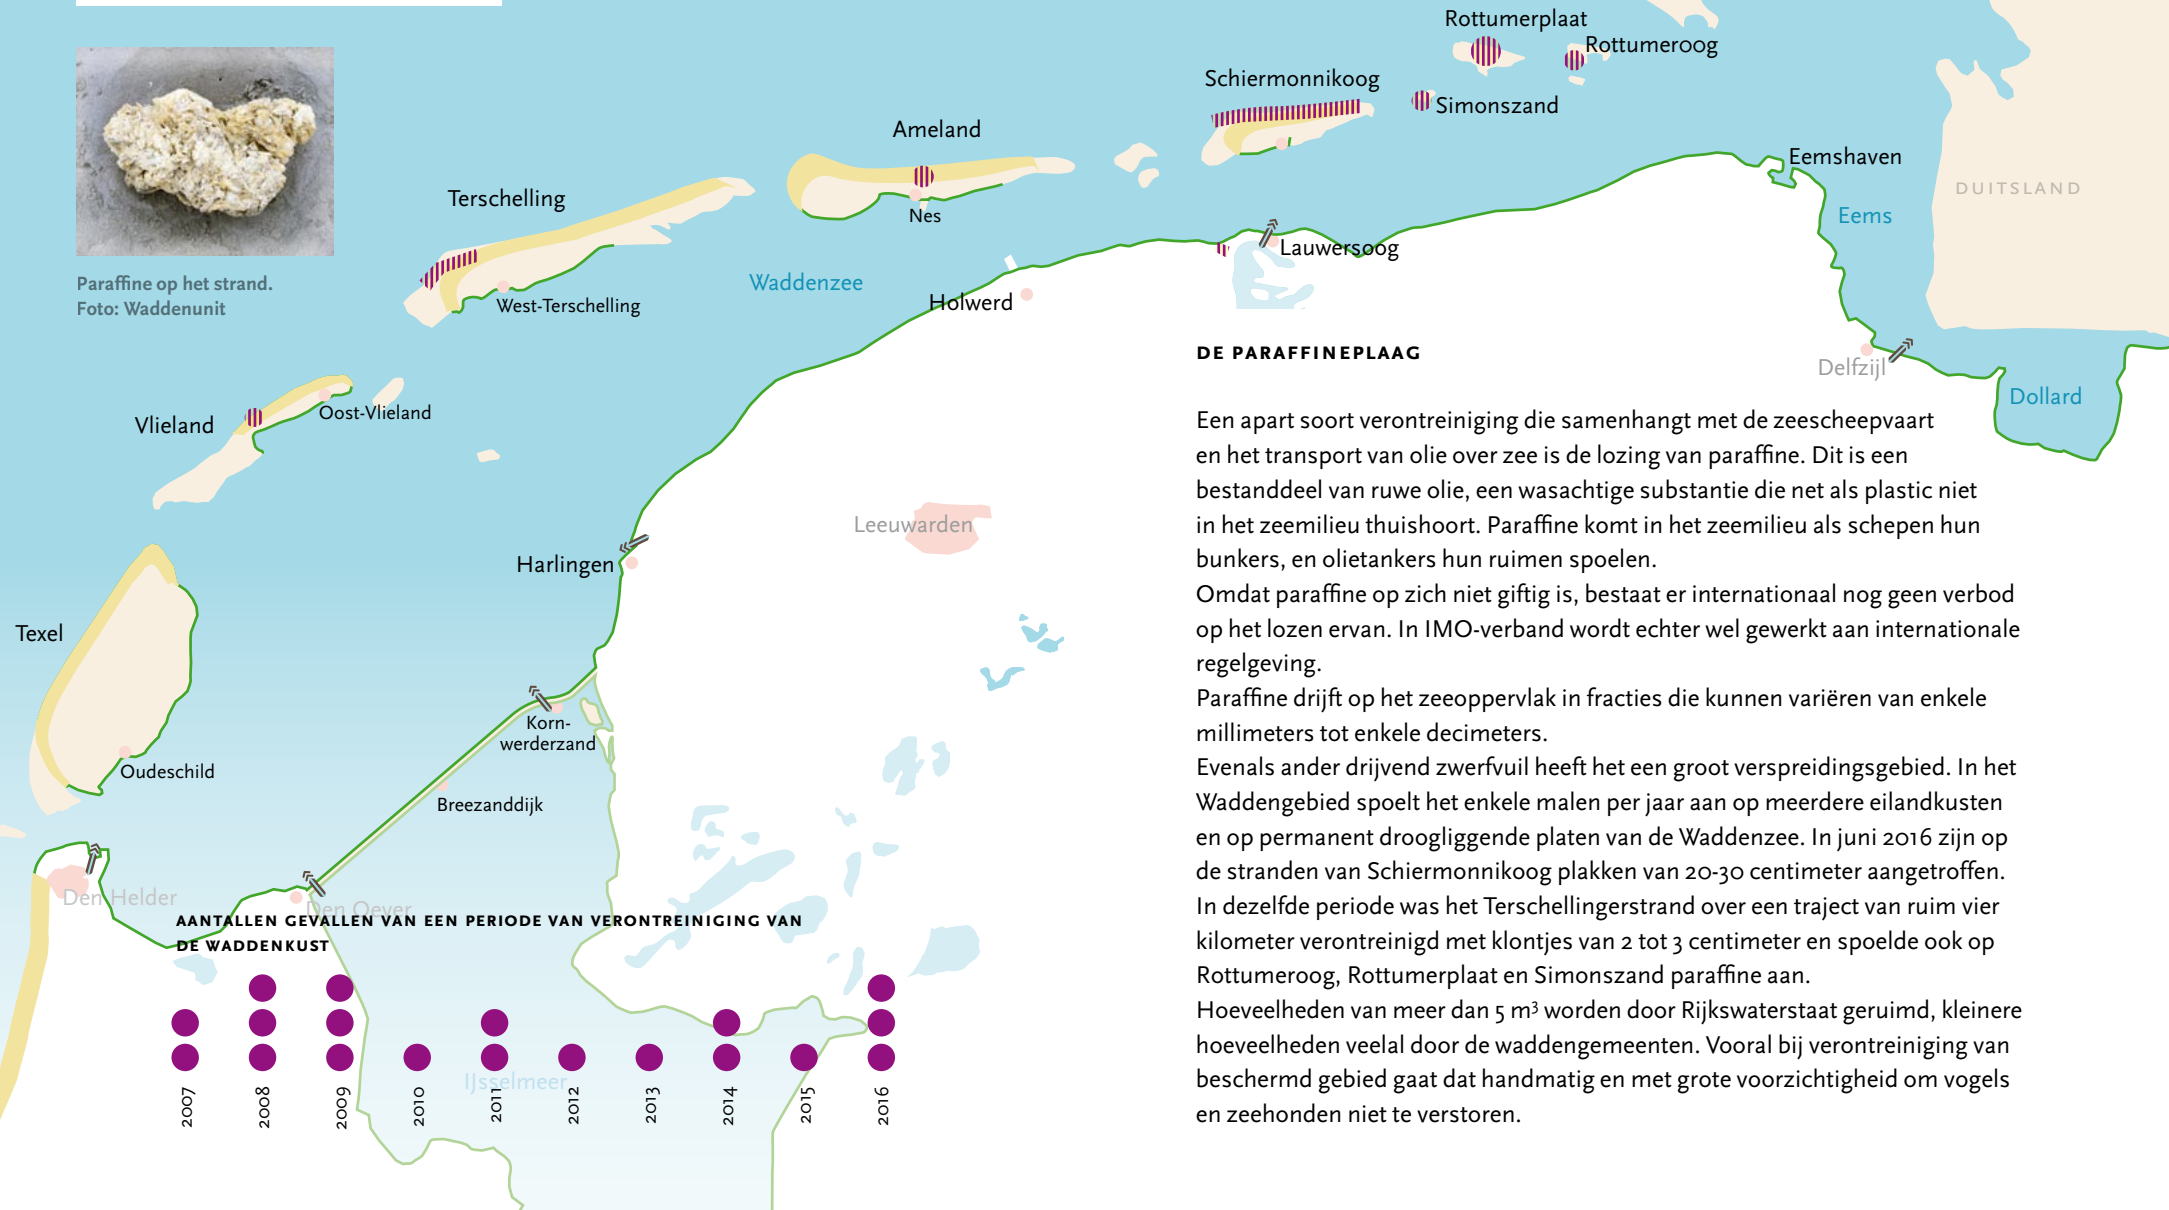 Rottumerplaat
Rottumeroog
Schiermonnikoog
Simonszand
Ameland
Eemshaven
DUITSLAND
Terschelling
Nes
Eems
Lauwersoog
Paraffine op het strand.
Foto: Waddenunit
Waddenzee
West-Terschelling
Holwerd
Delfzijl
Dollard
Vlieland
Oost-Vlieland
Leeuwarden
Harlingen
Texel
Korn-
werderzand
Oudeschild
Breezanddijk
Den Helder
Den Oever
AANTALLEN GEVALLEN VAN EEN PERIODE VAN VERONTREINIGING VAN
DE WADDENKUST
IJsselmeer
2007
2008
2009
2010
2011
2012
2013
2014
2015
2016
DE PARAFFINEPLAAG
Een apart soort verontreiniging die samenhangt met de zeescheepvaart
en het transport van olie over zee is de lozing van paraffine. Dit is een
bestanddeel van ruwe olie, een wasachtige substantie die net als plastic niet
in het zeemilieu thuishoort. Paraffine komt in het zeemilieu als schepen hun
bunkers, en olietankers hun ruimen spoelen.
Omdat paraffine op zich niet giftig is, bestaat er internationaal nog geen verbod
op het lozen ervan. In IMO-verband wordt echter wel gewerkt aan internationale
regelgeving.
Paraffine drijft op het zeeoppervlak in fracties die kunnen variëren van enkele
millimeters tot enkele decimeters.
Evenals ander drijvend zwerfvuil heeft het een groot verspreidingsgebied. In het
Waddengebied spoelt het enkele malen per jaar aan op meerdere eilandkusten
en op permanent droogliggende platen van de Waddenzee. In juni 2016 zijn op
de stranden van Schiermonnikoog plakken van 20-30 centimeter aangetroffen.
In dezelfde periode was het Terschellingerstrand over een traject van ruim vier
kilometer verontreinigd met klontjes van 2 tot 3 centimeter en spoelde ook op
Rottumeroog, Rottumerplaat en Simonszand paraffine aan.
Hoeveelheden van meer dan 5 m³ worden door Rijkswaterstaat geruimd, kleinere
hoeveelheden veelal door de waddengemeenten. Vooral bij verontreiniging van
beschermd gebied gaat dat handmatig en met grote voorzichtigheid om vogels
en zeehonden niet te verstoren.